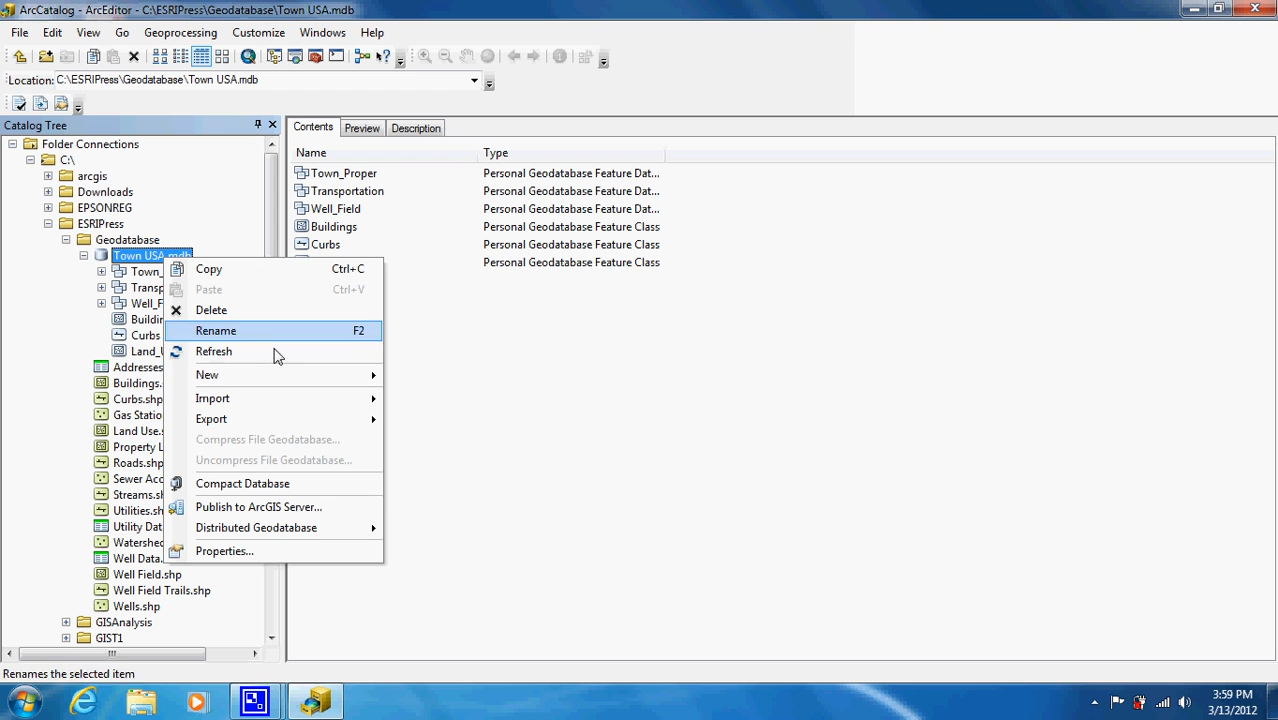 ArcCatalog - ArcEditor - C:\ESRIPress\Geodatabase\Town USA.mdb
File Edit View Go Geoprocessing Customize Windows Help
Location: C:\ESRIPress\Geodatabase\Town USA.mdb
Catalog Tree
Folder Connections
C:\
arcgis
Downloads
EPSONREG
ESRIPress
Geodatabase
Town USA.mdb
Town_
Transp
Well_F
Buildin
Curbs
Land_U
Addresses
Buildings.
Curbs.shp
Gas Statio
Land Use.s
Property L
Roads.shp
Sewer Acc
Streams.sh
Utilities.sh
Utility Dat
Watershed
Well Data.
Well Field.shp
Well Field Trails.shp
Wells.shp
GISAnalysis
GIST1
Copy Ctrl+C
Paste Ctrl+V
Delete
Rename F2
Refresh
New
Import
Export
Compress File Geodatabase...
Uncompress File Geodatabase...
Compact Database
Publish to ArcGIS Server...
Distributed Geodatabase
Properties...
Contents Preview Description
Name Type
Town_Proper Personal Geodatabase Feature Dat...
Transportation Personal Geodatabase Feature Dat...
Well_Field Personal Geodatabase Feature Dat...
Buildings Personal Geodatabase Feature Class
Curbs Personal Geodatabase Feature Class
Personal Geodatabase Feature Class
Renames the selected item
3:59 PM
3/13/2012